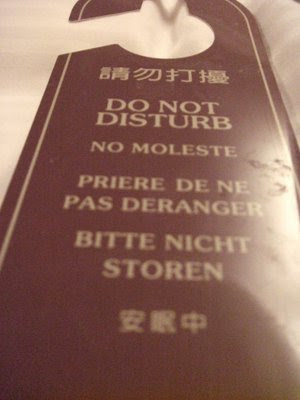 請勿打擾
DO NOT
DISTURB
NO MOLESTE
PRIERE DE NE
PAS DERANGER
BITTE NICHT
STOREN
安眠中